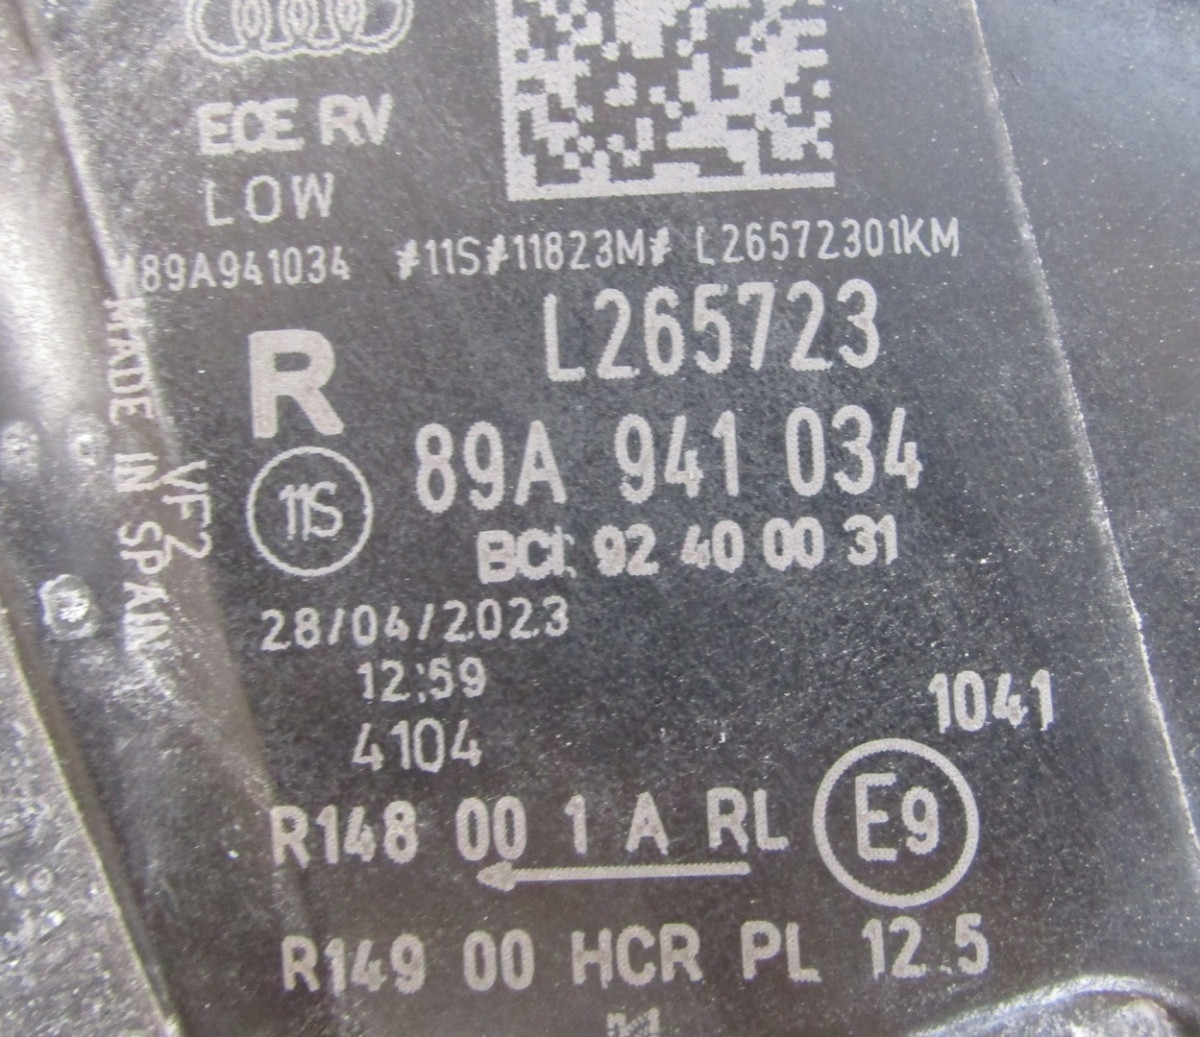 ECE RV
LOW
#89A941034 #11S#11823M# L26572301KM
L265723
R
89A 941 034
11S
BCI: 92 40 00 31
MADE IN SPAIN
VF2
28/04/2023
12:59
4104
1041
R148 00 1 A RL
E9
R149 00 HCR PL 12.5